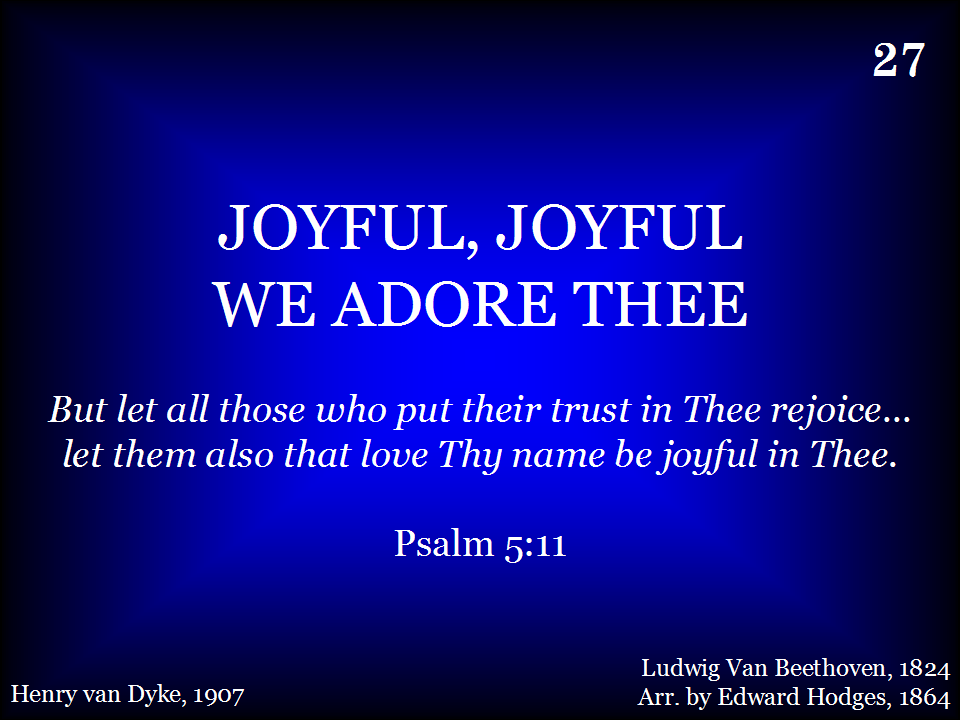 27
JOYFUL, JOYFUL
WE ADORE THEE
But let all those who put their trust in Thee rejoice...
let them also that love Thy name be joyful in Thee.
Psalm 5:11
Henry van Dyke, 1907
Ludwig Van Beethoven, 1824
Arr. by Edward Hodges, 1864